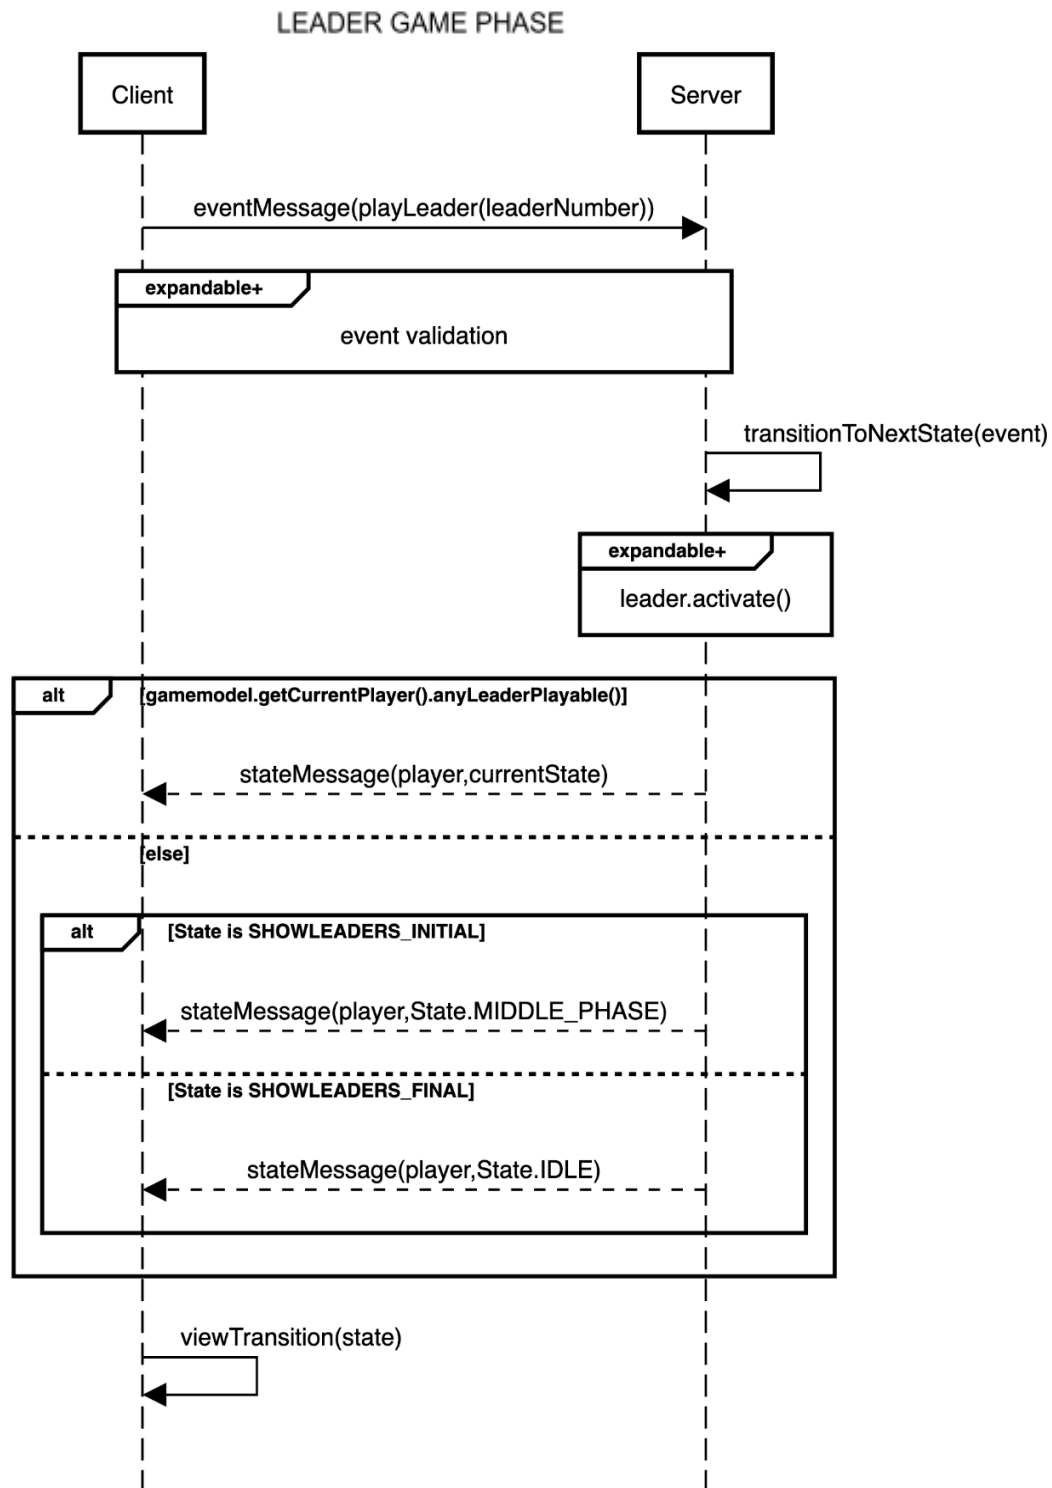 LEADER GAME PHASE
Client
Server
eventMessage(playLeader(leaderNumber))
expandable+
event validation
transitionToNextState(event)
expandable+
leader.activate()
alt
[gamemodel.getCurrentPlayer().anyLeaderPlayable()]
stateMessage(player,currentState)
[else]
alt
[State is SHOWLEADERS_INITIAL]
stateMessage(player,State.MIDDLE_PHASE)
[State is SHOWLEADERS_FINAL]
stateMessage(player,State.IDLE)
viewTransition(state)